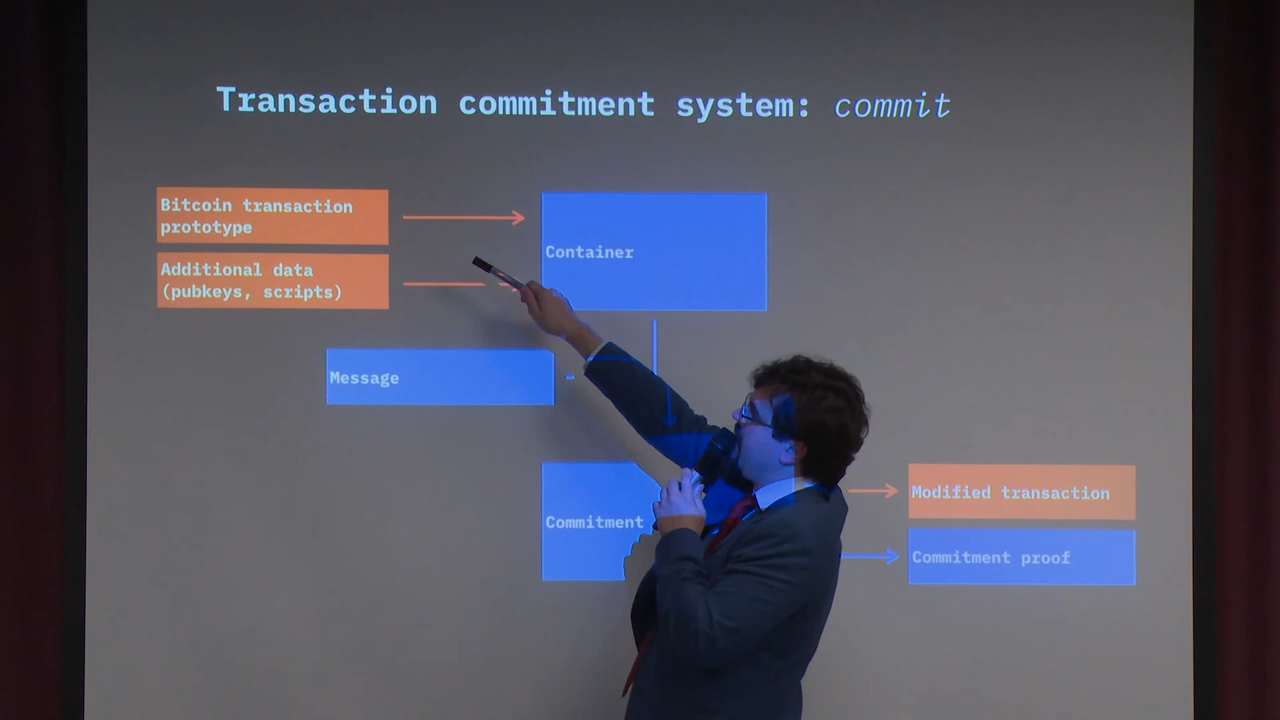 Transaction commitment system: commit
Bitcoin transaction
prototype
Additional data
(pubkeys, scripts)
Container
Message
Commitment
Modified transaction
Commitment proof